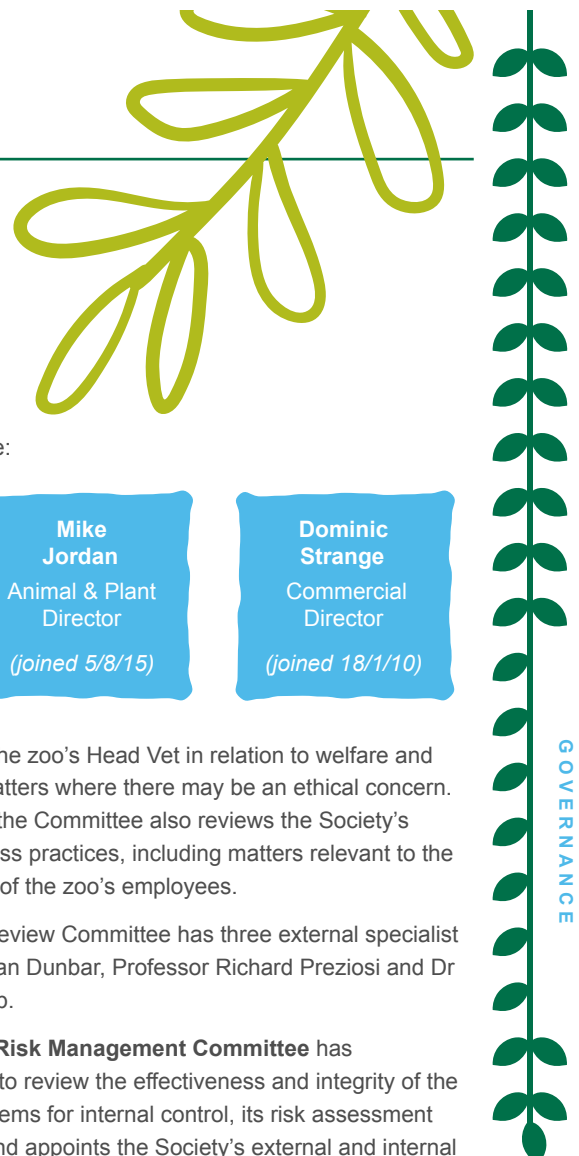 e:
Mike
Jordan
Animal & Plant
Director
(joined 5/8/15)
Dominic
Strange
Commercial
Director
(joined 18/1/10)
he zoo's Head Vet in relation to welfare and
atters where there may be an ethical concern.
the Committee also reviews the Society's
ss practices, including matters relevant to the
of the zoo's employees.
eview Committee has three external specialist
an Dunbar, Professor Richard Preziosi and Dr
Risk Management Committee has
to review the effectiveness and integrity of the
ems for internal control, its risk assessment
nd appoints the Society's external and internal
GOVERNANCE